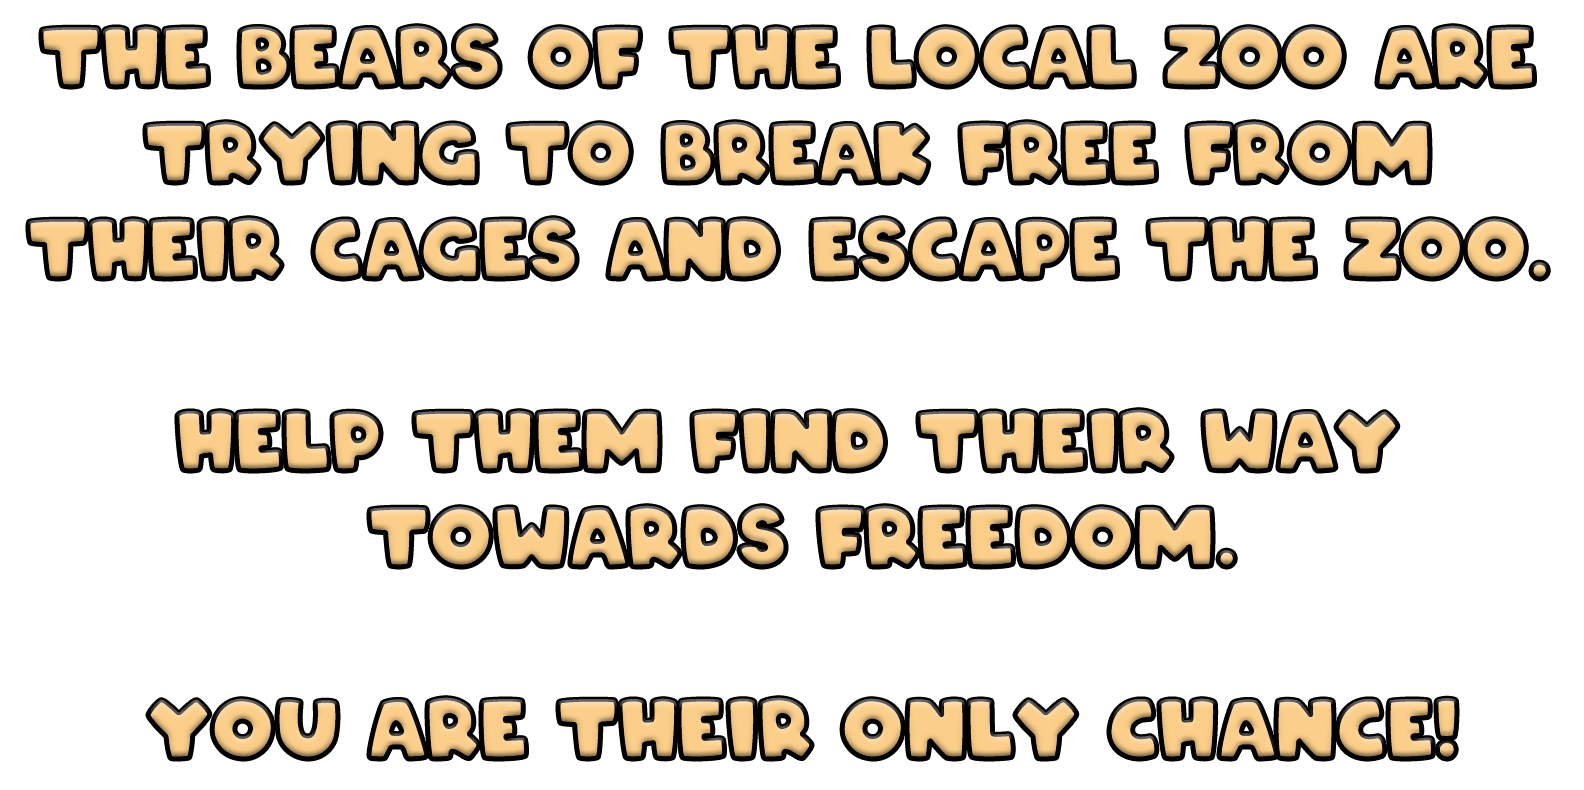 THE BEARS OF THE LOCAL ZOO ARE
TRYING TO BREAK FREE FROM
THEIR CAGES AND ESCAPE THE ZOO.
HELP THEM FIND THEIR WAY
TOWARDS FREEDOM.
YOU ARE THEIR ONLY CHANCE!